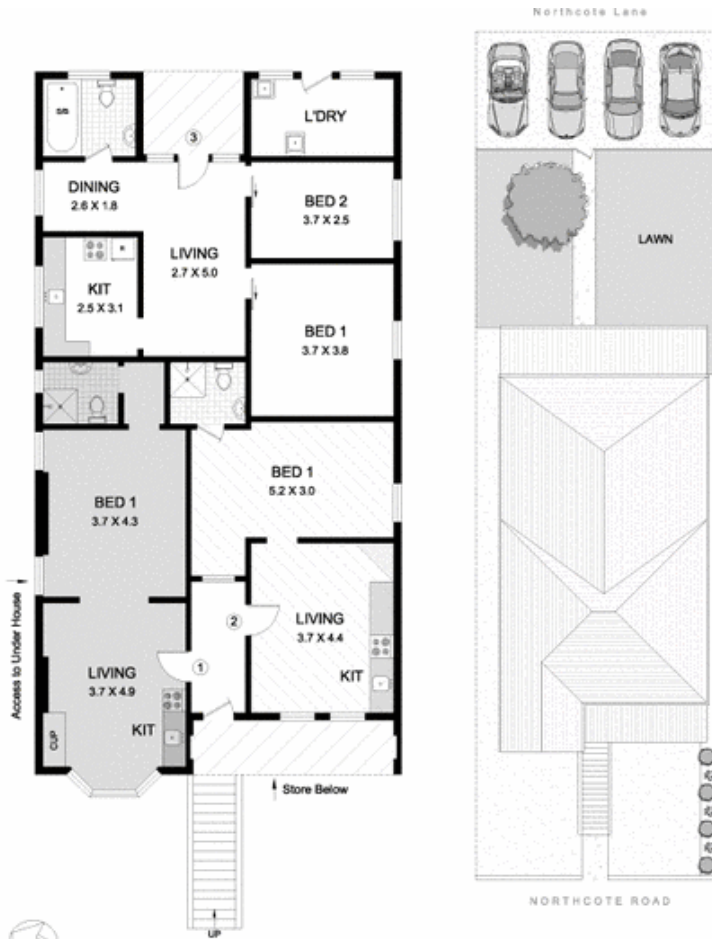 Northcote Lane
S/B
3
L'DRY
DINING
2.6 X 1.8
BED 2
3.7 X 2.5
LIVING
2.7 X 5.0
R
KIT
2.5 X 3.1
BED 1
3.7 X 3.8
BED 1
5.2 X 3.0
BED 1
3.7 X 4.3
Access to Under House
2
LIVING
3.7 X 4.4
1
LIVING
3.7 X 4.9
KIT
KIT
CUP
Store Below
UP
LAWN
NORTHCOTE ROAD